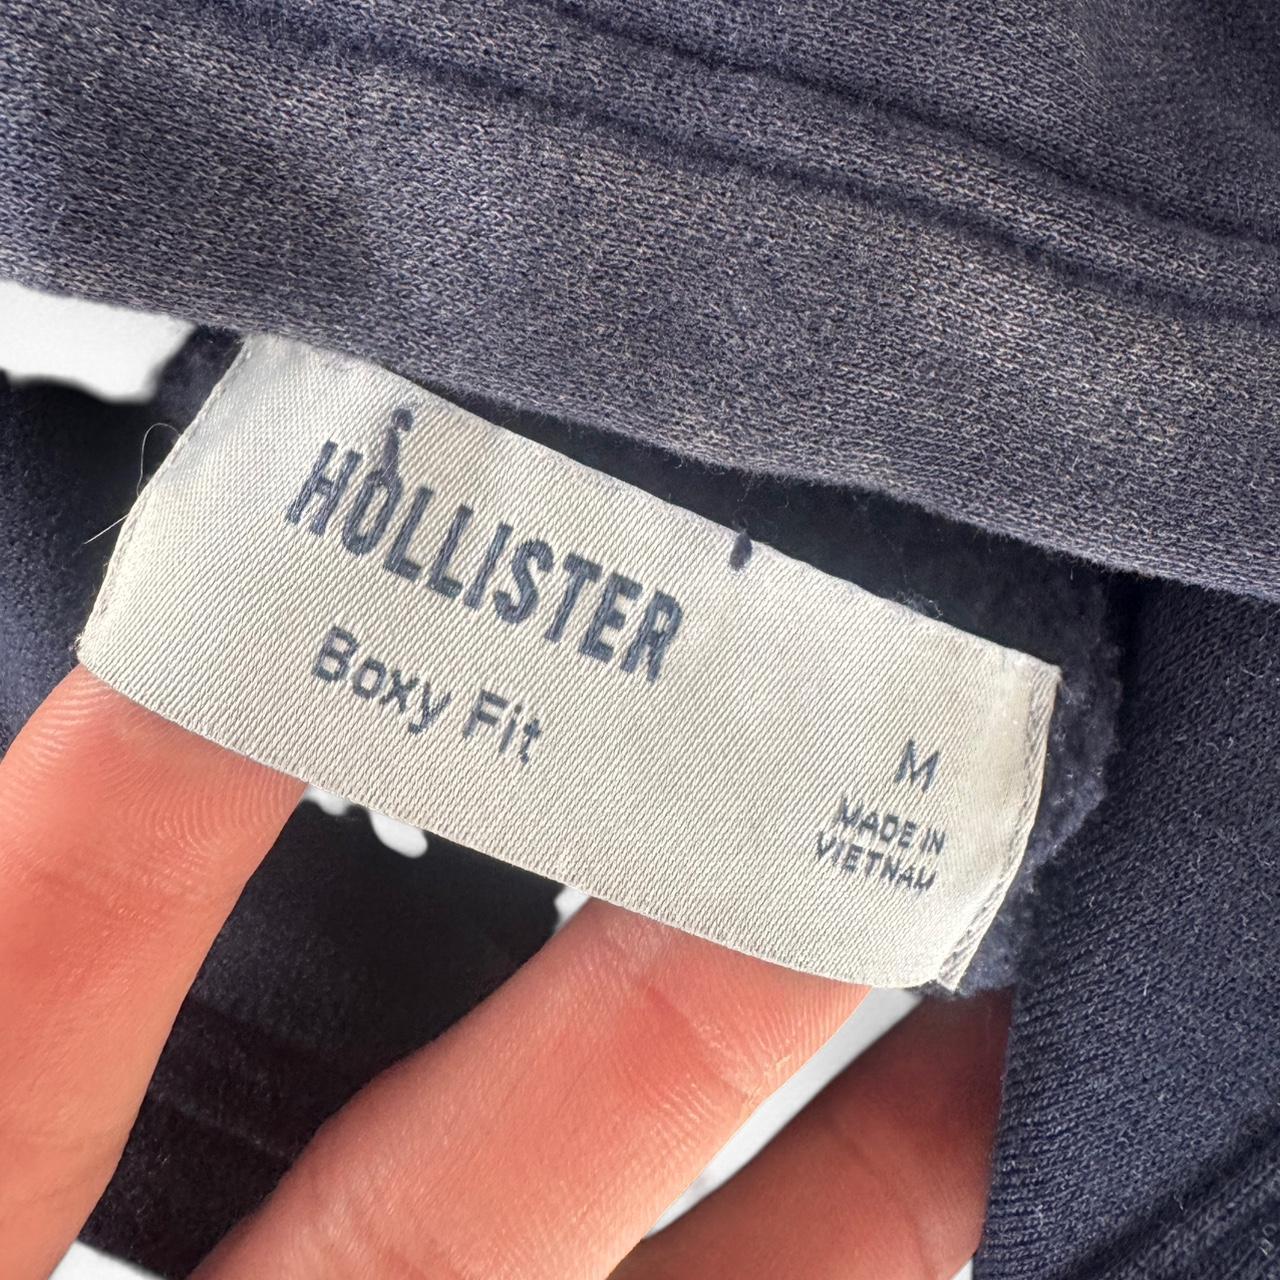 HOLLISTER
Boxy Fit
M
MADE IN
VIETNAM